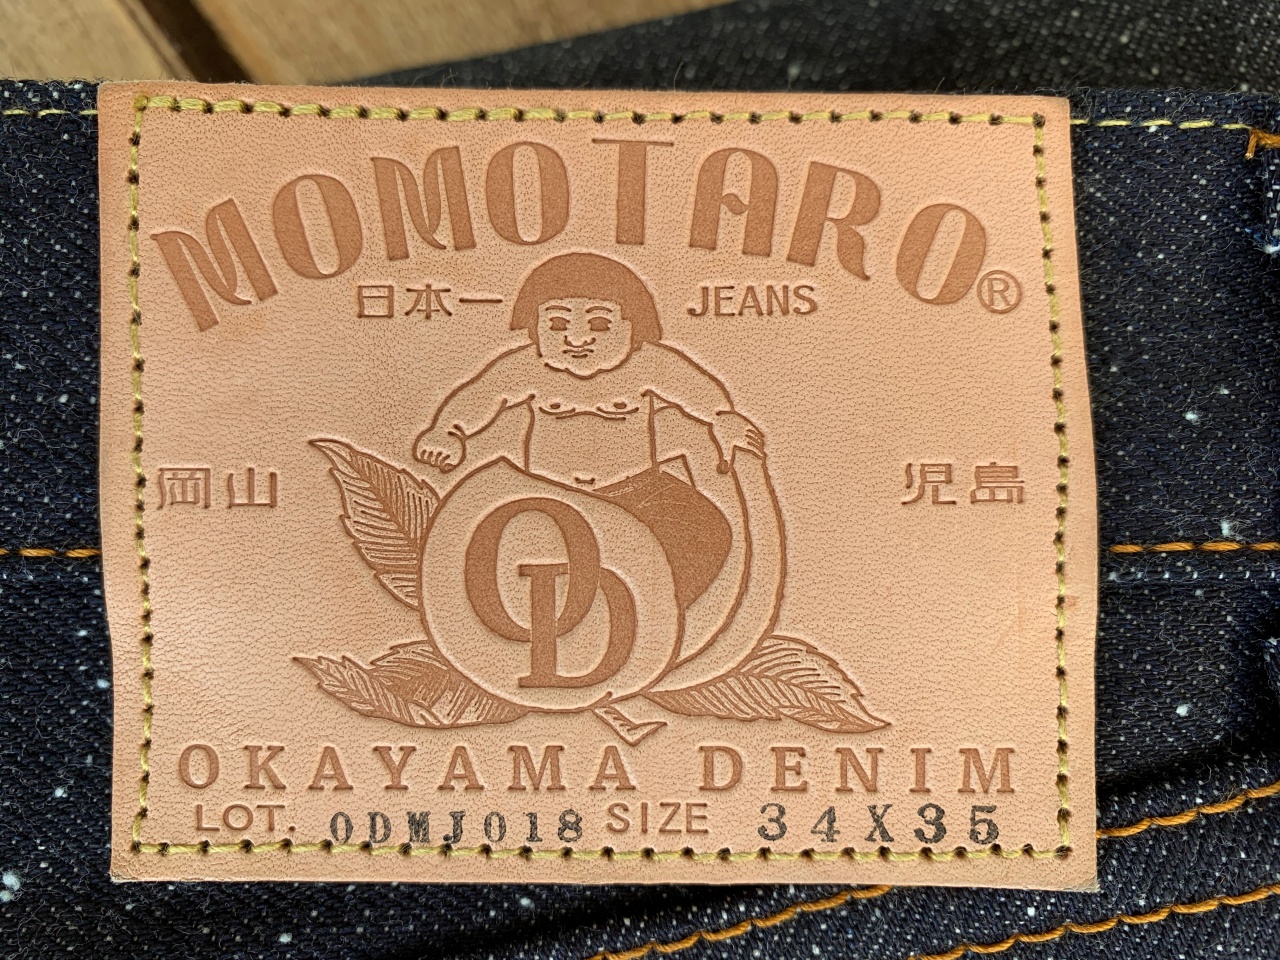 MOMOTARO®
日本一 JEANS
岡山 児島
OD
OKAYAMA DENIM
LOT. ODMJ018 SIZE 34X35